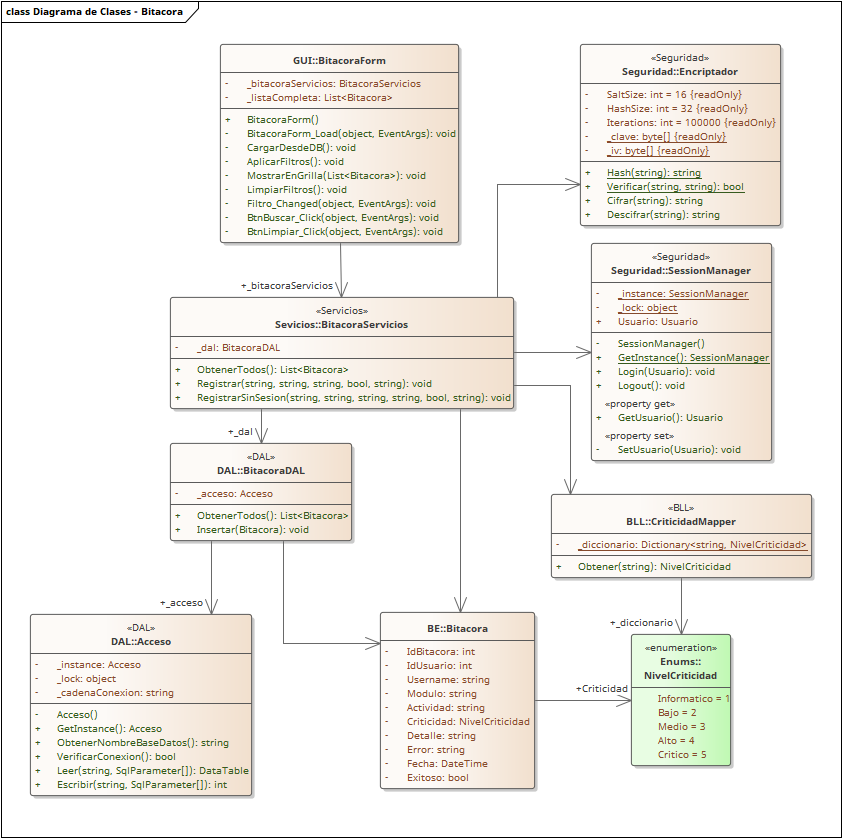 class Diagrama de Clases - Bitacora
GUI::BitacoraForm
- _bitacoraServicios: BitacoraServicios
- _listaCompleta: List<Bitacora>
+ BitacoraForm()
- BitacoraForm_Load(object, EventArgs): void
- CargarDesdeDB(): void
- AplicarFiltros(): void
- MostrarEnGrilla(List<Bitacora>): void
- LimpiarFiltros(): void
- Filtro_Changed(object, EventArgs): void
- BtnBuscar_Click(object, EventArgs): void
- BtnLimpiar_Click(object, EventArgs): void
«Seguridad»
Seguridad::Encriptador
- SaltSize: int = 16 {readOnly}
- HashSize: int = 32 {readOnly}
- Iterations: int = 100000 {readOnly}
- _clave: byte[] {readOnly}
- _iv: byte[] {readOnly}
+ Hash(string): string
+ Verificar(string, string): bool
+ Cifrar(string): string
+ Descifrar(string): string
+_bitacoraServicios
«Servicios»
Sevicios::BitacoraServicios
- _dal: BitacoraDAL
+ ObtenerTodos(): List<Bitacora>
+ Registrar(string, string, string, bool, string): void
+ RegistrarSinSesion(string, string, string, string, bool, string): void
«Seguridad»
Seguridad::SessionManager
- _instance: SessionManager
- _lock: object
+ Usuario: Usuario
- SessionManager()
+ GetInstance(): SessionManager
+ Login(Usuario): void
+ Logout(): void
«property get»
+ GetUsuario(): Usuario
«property set»
- SetUsuario(Usuario): void
+_dal
«DAL»
DAL::BitacoraDAL
- _acceso: Acceso
+ ObtenerTodos(): List<Bitacora>
+ Insertar(Bitacora): void
«BLL»
BLL::CriticidadMapper
- _diccionario: Dictionary<string, NivelCriticidad>
+ Obtener(string): NivelCriticidad
+_acceso
«DAL»
DAL::Acceso
- _instance: Acceso
- _lock: object
- _cadenaConexion: string
- Acceso()
+ GetInstance(): Acceso
+ ObtenerNombreBaseDatos(): string
+ VerificarConexion(): bool
+ Leer(string, SqlParameter[]): DataTable
+ Escribir(string, SqlParameter[]): int
BE::Bitacora
- IdBitacora: int
- IdUsuario: int
- Username: string
- Modulo: string
- Actividad: string
- Criticidad: NivelCriticidad
- Detalle: string
- Error: string
- Fecha: DateTime
- Exitoso: bool
+Criticidad
+_diccionario
«enumeration»
Enums::
NivelCriticidad
Informatico = 1
Bajo = 2
Medio = 3
Alto = 4
Critico = 5